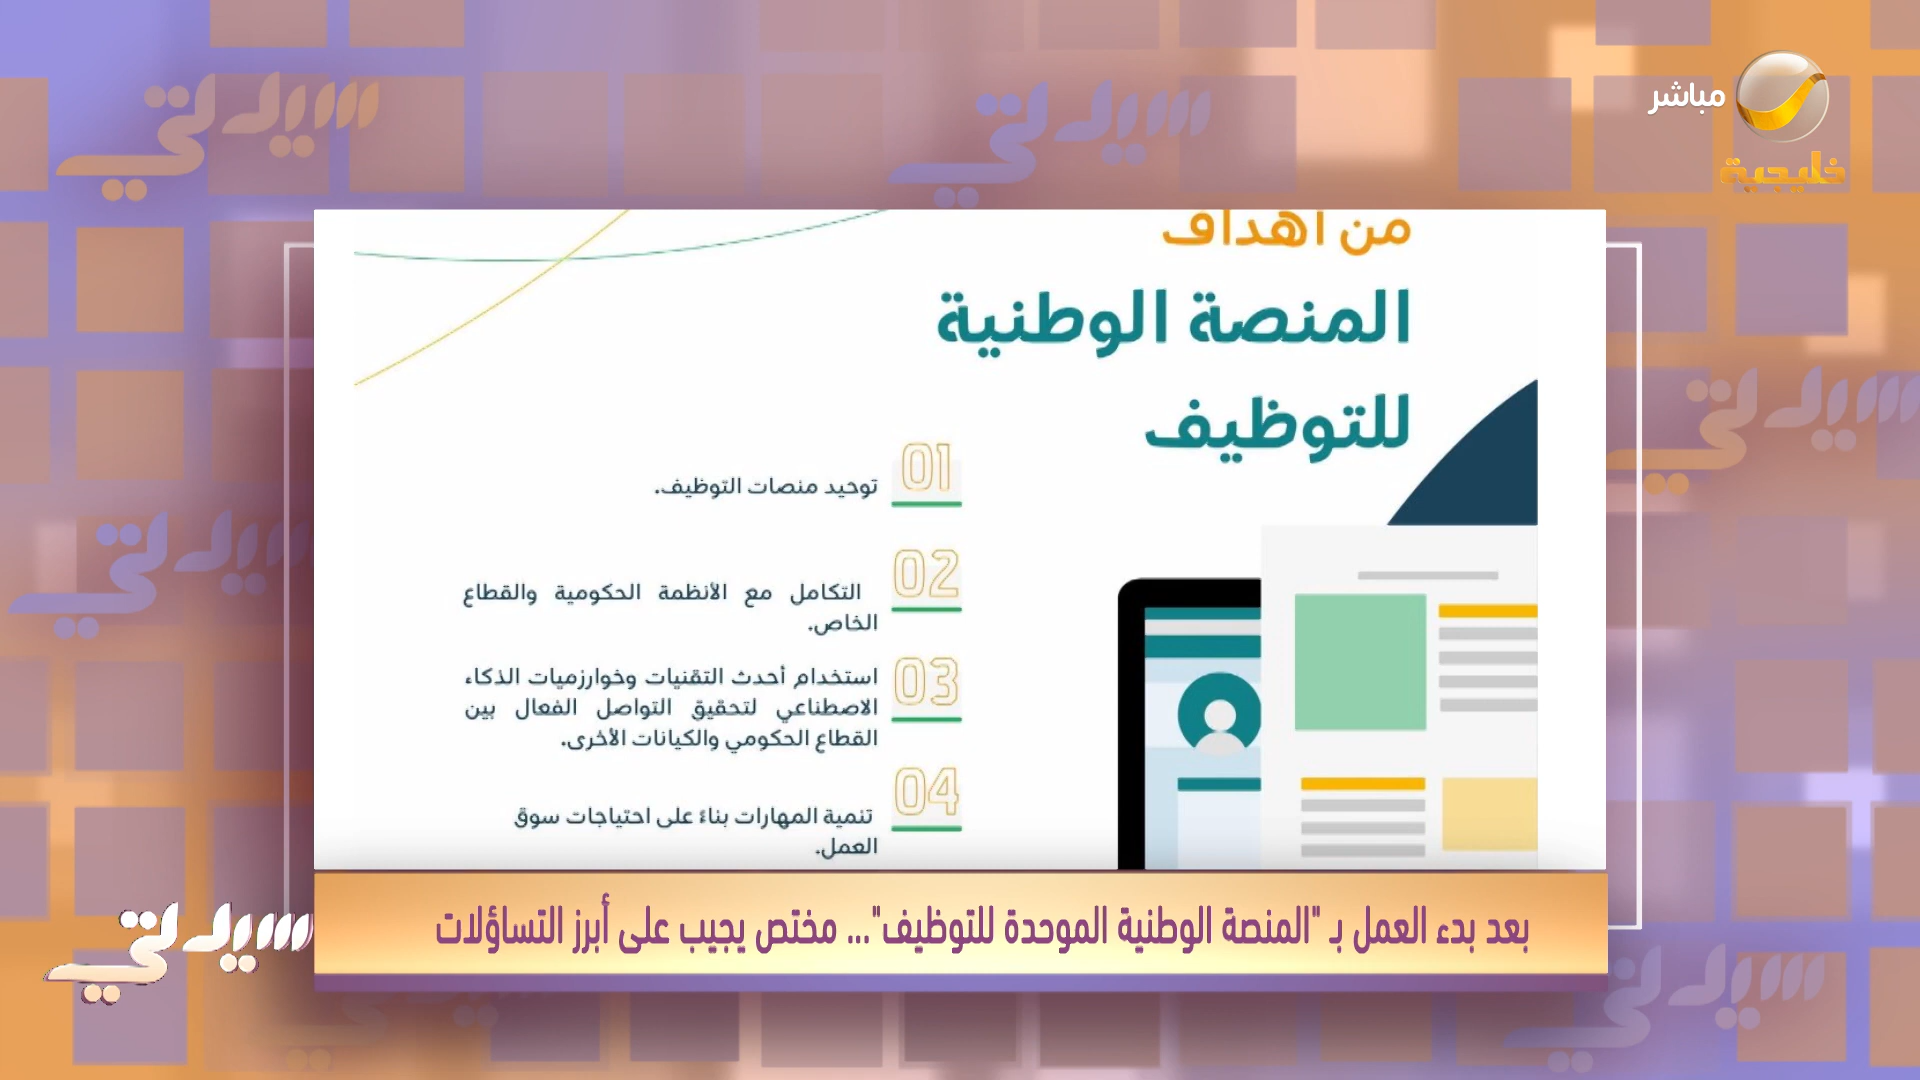 مباشر
خليجية
من أهداف
المنصة الوطنية
للتوظيف
01
توحيد منصات التوظيف.
02
التكامل مع الأنظمة الحكومية والقطاع
الخاص.
03
استخدام أحدث التقنيات وخوارزميات الذكاء
الاصطناعي لتحقيق التواصل الفعال بين
القطاع الحكومي والكيانات الأخرى.
04
تنمية المهارات بناءً على احتياجات سوق
العمل.
بعد بدء العمل بـ "المنصة الوطنية الموحدة للتوظيف"... مختص يجيب على أبرز التساؤلات
سيدتي